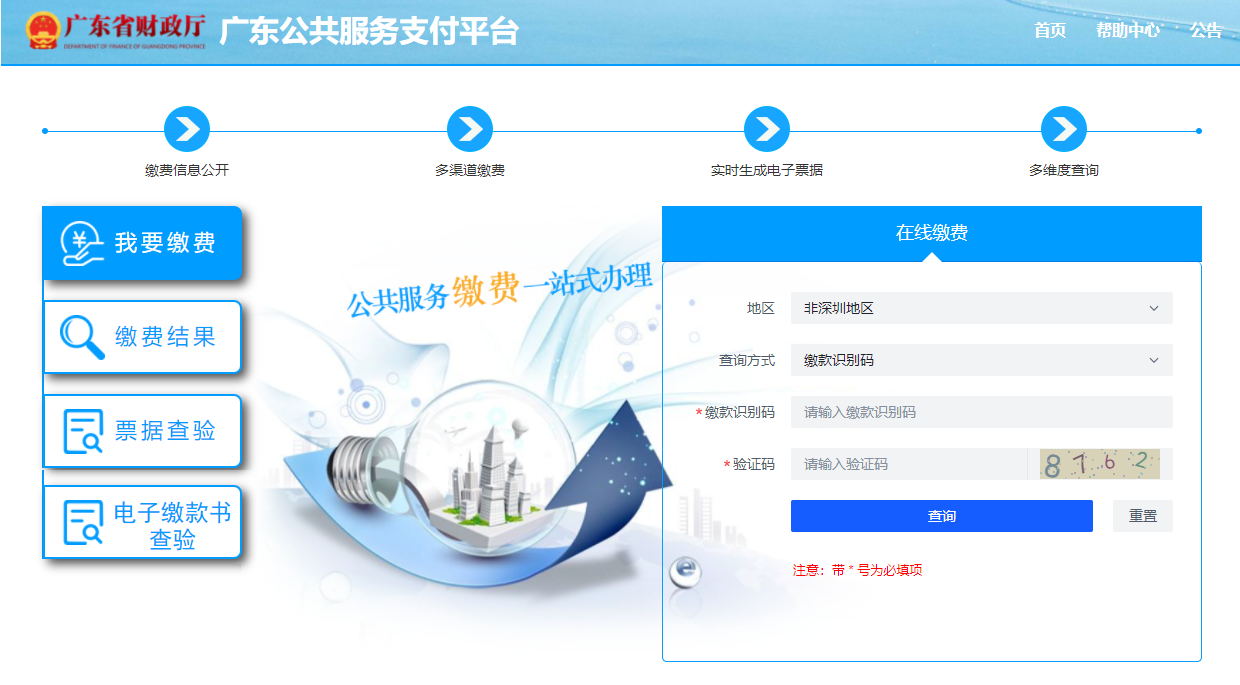 广东省财政厅
DEPARTMENT OF FINANCE OF GUANGDONG PROVINCE
广东公共服务支付平台
首页 帮助中心 公告
缴费信息公开 多渠道缴费 实时生成电子票据 多维度查询
我要缴费
缴费结果
票据查验
电子缴款书
查验
公共服务缴费一站式办理
在线缴费
地区 非深圳地区
查询方式 缴款识别码
*缴款识别码 请输入缴款识别码
*验证码 请输入验证码 8762
查询 重置
注意：带 * 号为必填项